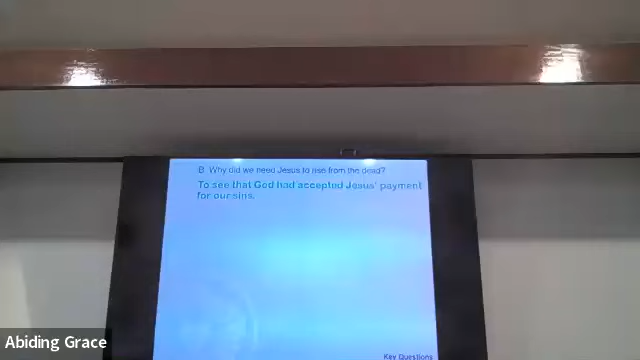 B. Why did we need Jesus to rise from the dead?
To see that God had accepted Jesus' payment
for our sins.
Key Questions
Abiding Grace